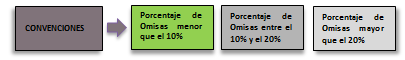 CONVENCIONES
Porcentaje de
Omisas menor
que el 10%
Porcentaje de
Omisas entre el
10% y el 20%
Porcentaje de
Omisas mayor
que el 20%